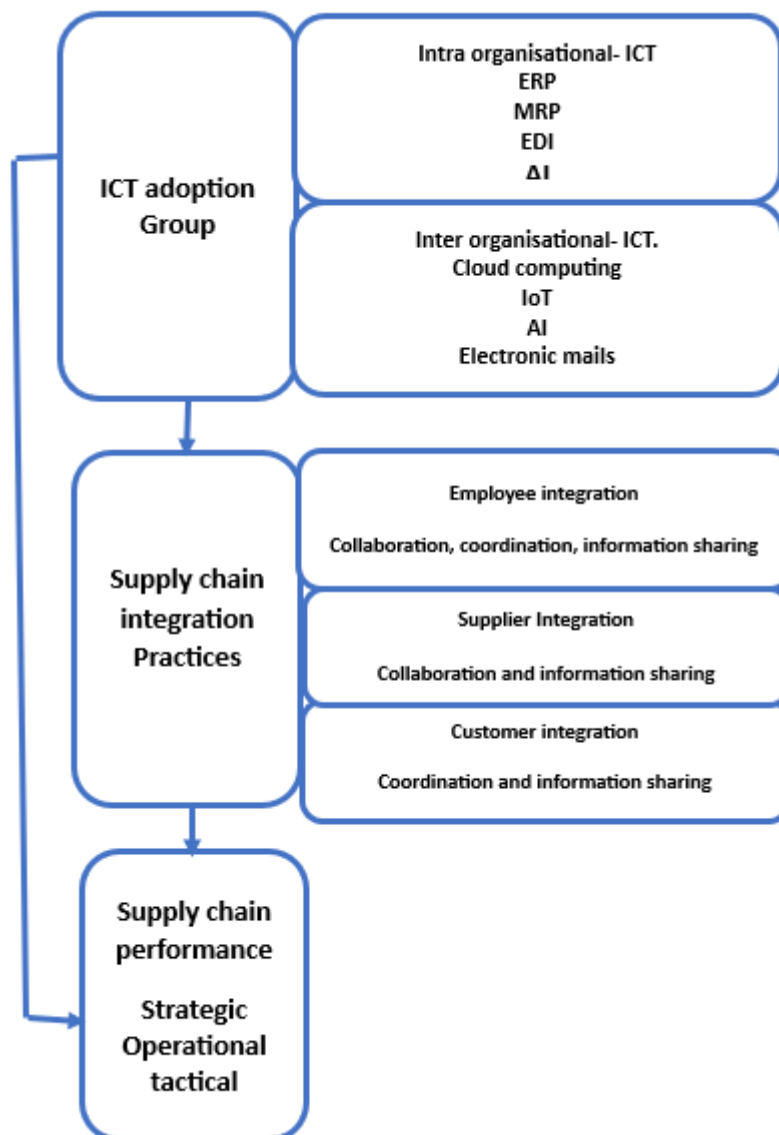 ICT adoption
Group
Intra organisational- ICT
ERP
MRP
EDI
ΔI
Inter organisational- ICT.
Cloud computing
IoT
AI
Electronic mails
Supply chain
integration
Practices
Employee integration
Collaboration, coordination, information sharing
Supplier Integration
Collaboration and information sharing
Customer integration
Coordination and information sharing
Supply chain
performance
Strategic
Operational
tactical